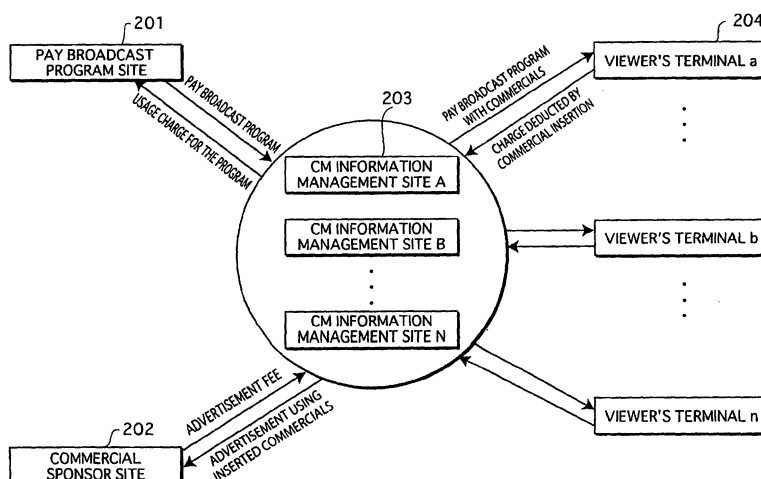 201
PAY BROADCAST
PROGRAM SITE
PAY BROADCAST PROGRAM
USAGE CHARGE FOR THE PROGRAM
203
CM INFORMATION
MANAGEMENT SITE A
CM INFORMATION
MANAGEMENT SITE B
CM INFORMATION
MANAGEMENT SITE N
PAY BROADCAST PROGRAM
WITH COMMERCIALS
CHARGE DEDUCTED BY
COMMERCIAL INSERTION
204
VIEWER'S TERMINAL a
VIEWER'S TERMINAL b
VIEWER'S TERMINAL n
ADVERTISEMENT FEE
ADVERTISEMENT USING
INSERTED COMMERCIALS
202
COMMERCIAL
SPONSOR SITE